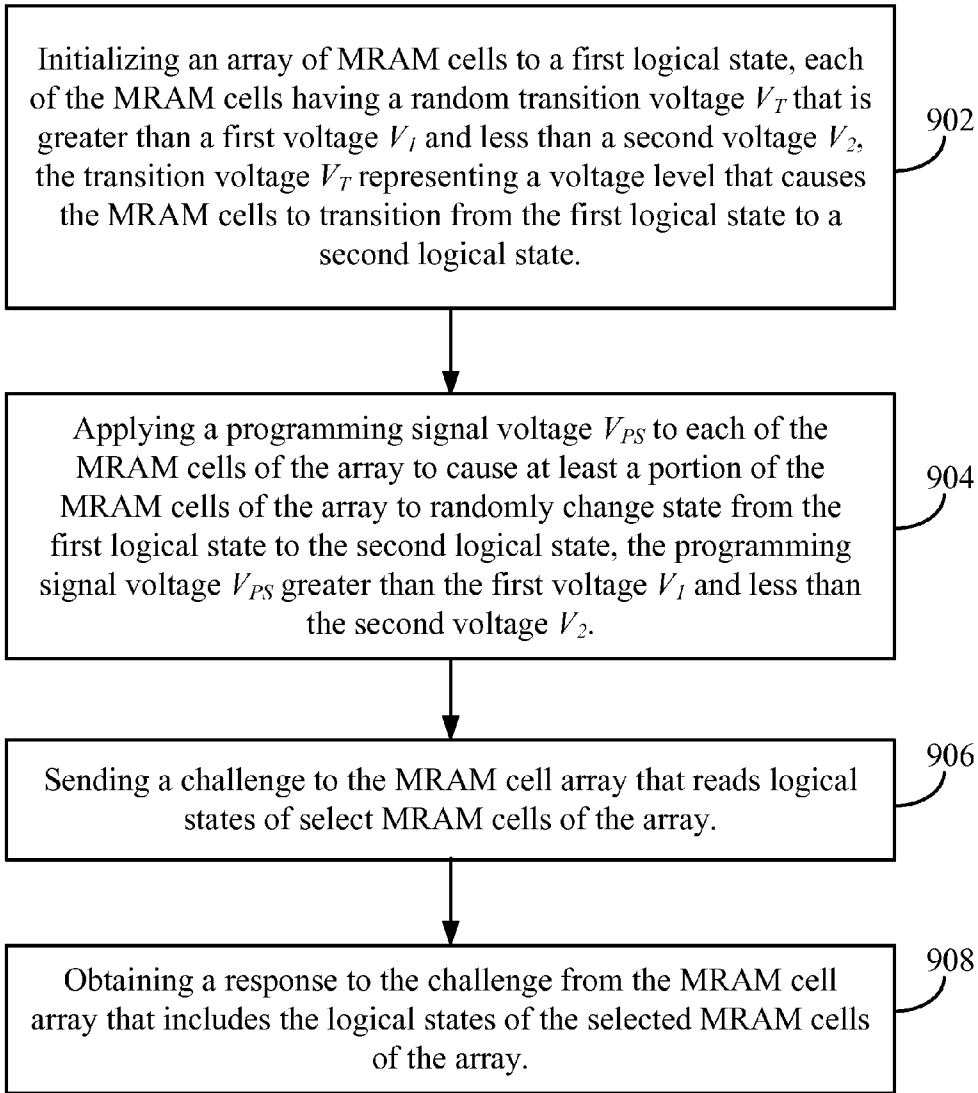 Initializing an array of MRAM cells to a first logical state, each
of the MRAM cells having a random transition voltage V_T that is
greater than a first voltage V_1 and less than a second voltage V_2,
the transition voltage V_T representing a voltage level that causes
the MRAM cells to transition from the first logical state to a
second logical state.
902
Applying a programming signal voltage V_PS to each of the
MRAM cells of the array to cause at least a portion of the
MRAM cells of the array to randomly change state from the
first logical state to the second logical state, the programming
signal voltage V_PS greater than the first voltage V_1 and less than
the second voltage V_2.
904
Sending a challenge to the MRAM cell array that reads logical
states of select MRAM cells of the array.
906
Obtaining a response to the challenge from the MRAM cell
array that includes the logical states of the selected MRAM cells
of the array.
908